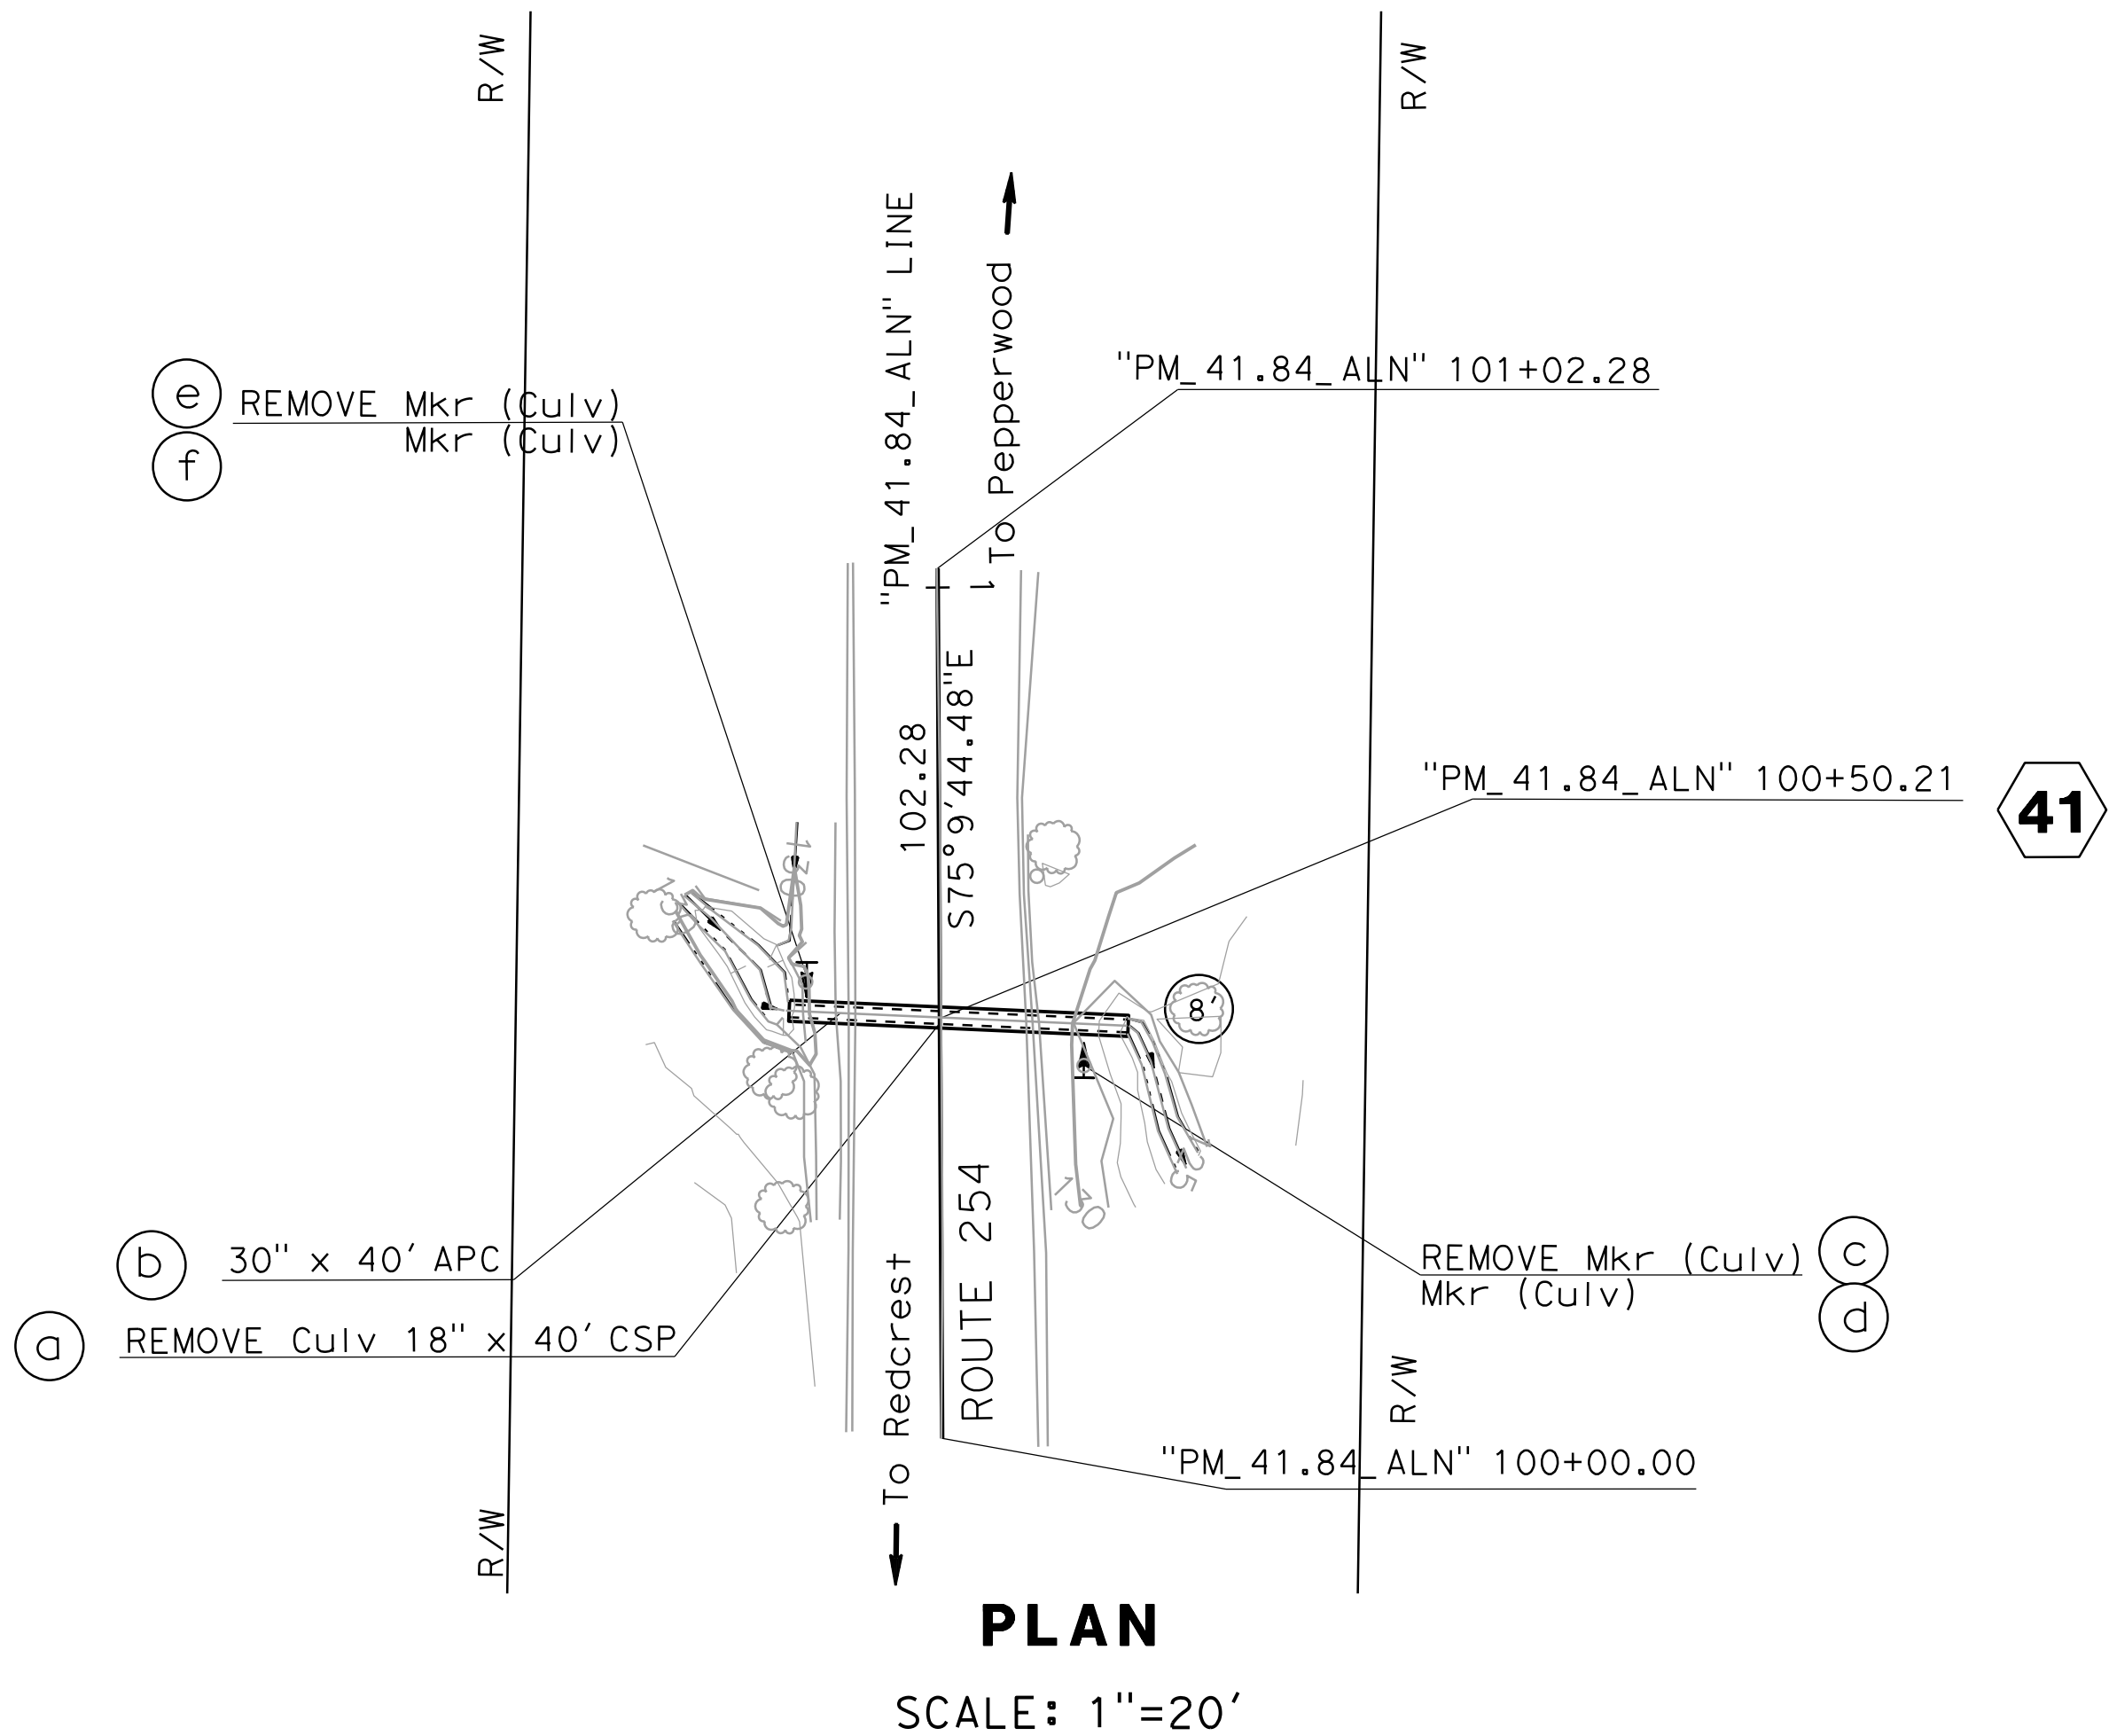 R/W
R/W
"PM_41.84_ALN" LINE
To Pepperwood
"PM_41.84_ALN" 101+02.28
e
REMOVE Mkr (Culv)
f
Mkr (Culv)
1
102.28
S75°9'44.48"E
"PM_41.84_ALN" 100+50.21
41
8'
b
30" x 40' APC
a
REMOVE Culv 18" x 40' CSP
REMOVE Mkr (Culv)
c
Mkr (Culv)
d
130
ROUTE 254
To Redcrest
R/W
"PM_41.84_ALN" 100+00.00
R/W
PLAN
SCALE: 1"=20'